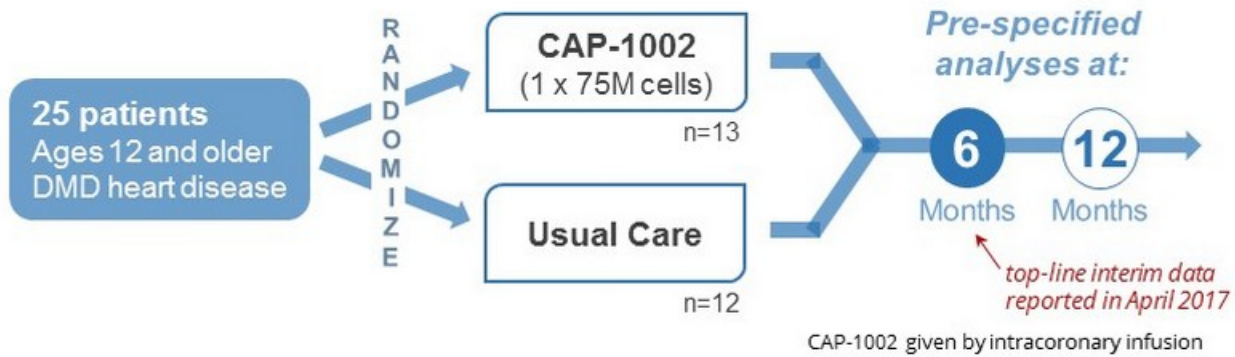 25 patients
Ages 12 and older
DMD heart disease
RANDOMIZE
CAP-1002
(1 x 75M cells)
n=13
Usual Care
n=12
Pre-specified
analyses at:
6
Months
12
Months
top-line interim data
reported in April 2017
CAP-1002 given by intracoronary infusion